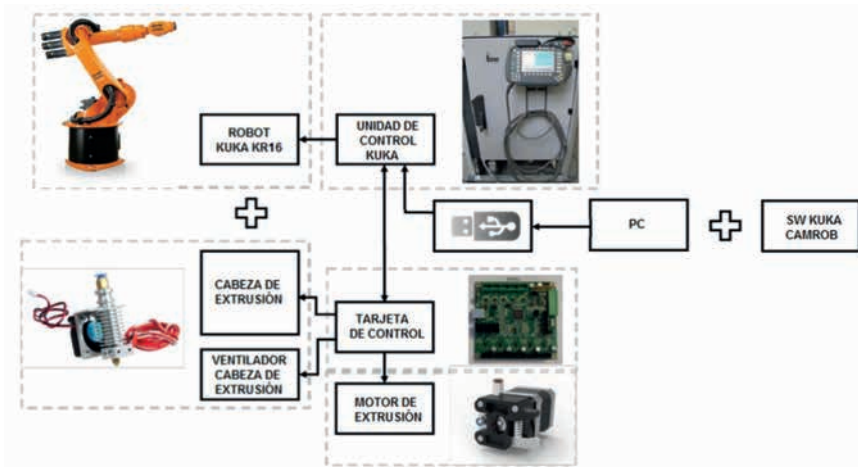 ROBOT
KUKA KR16
UNIDAD DE
CONTROL
KUKA
PC
SW KUKA
CAMROB
CABEZA DE
EXTRUSIÓN
TARJETA
DE CONTROL
VENTILADOR
CABEZA DE
EXTRUSIÓN
MOTOR DE
EXTRUSIÓN